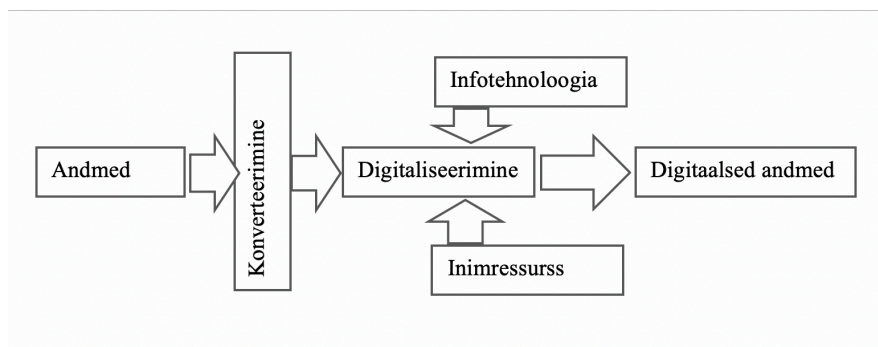 Infotehnoloogia
Andmed
Konverteerimine
Digitaliseerimine
Digitaalsed andmed
Inimressurss